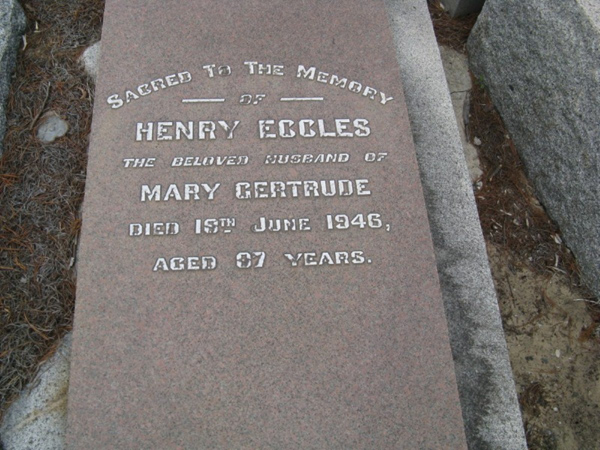 Sacred To The Memory
OF
HENRY ECCLES
THE BELOVED HUSBAND OF
MARY GERTRUDE
DIED 19TH JUNE 1946,
AGED YEARS.